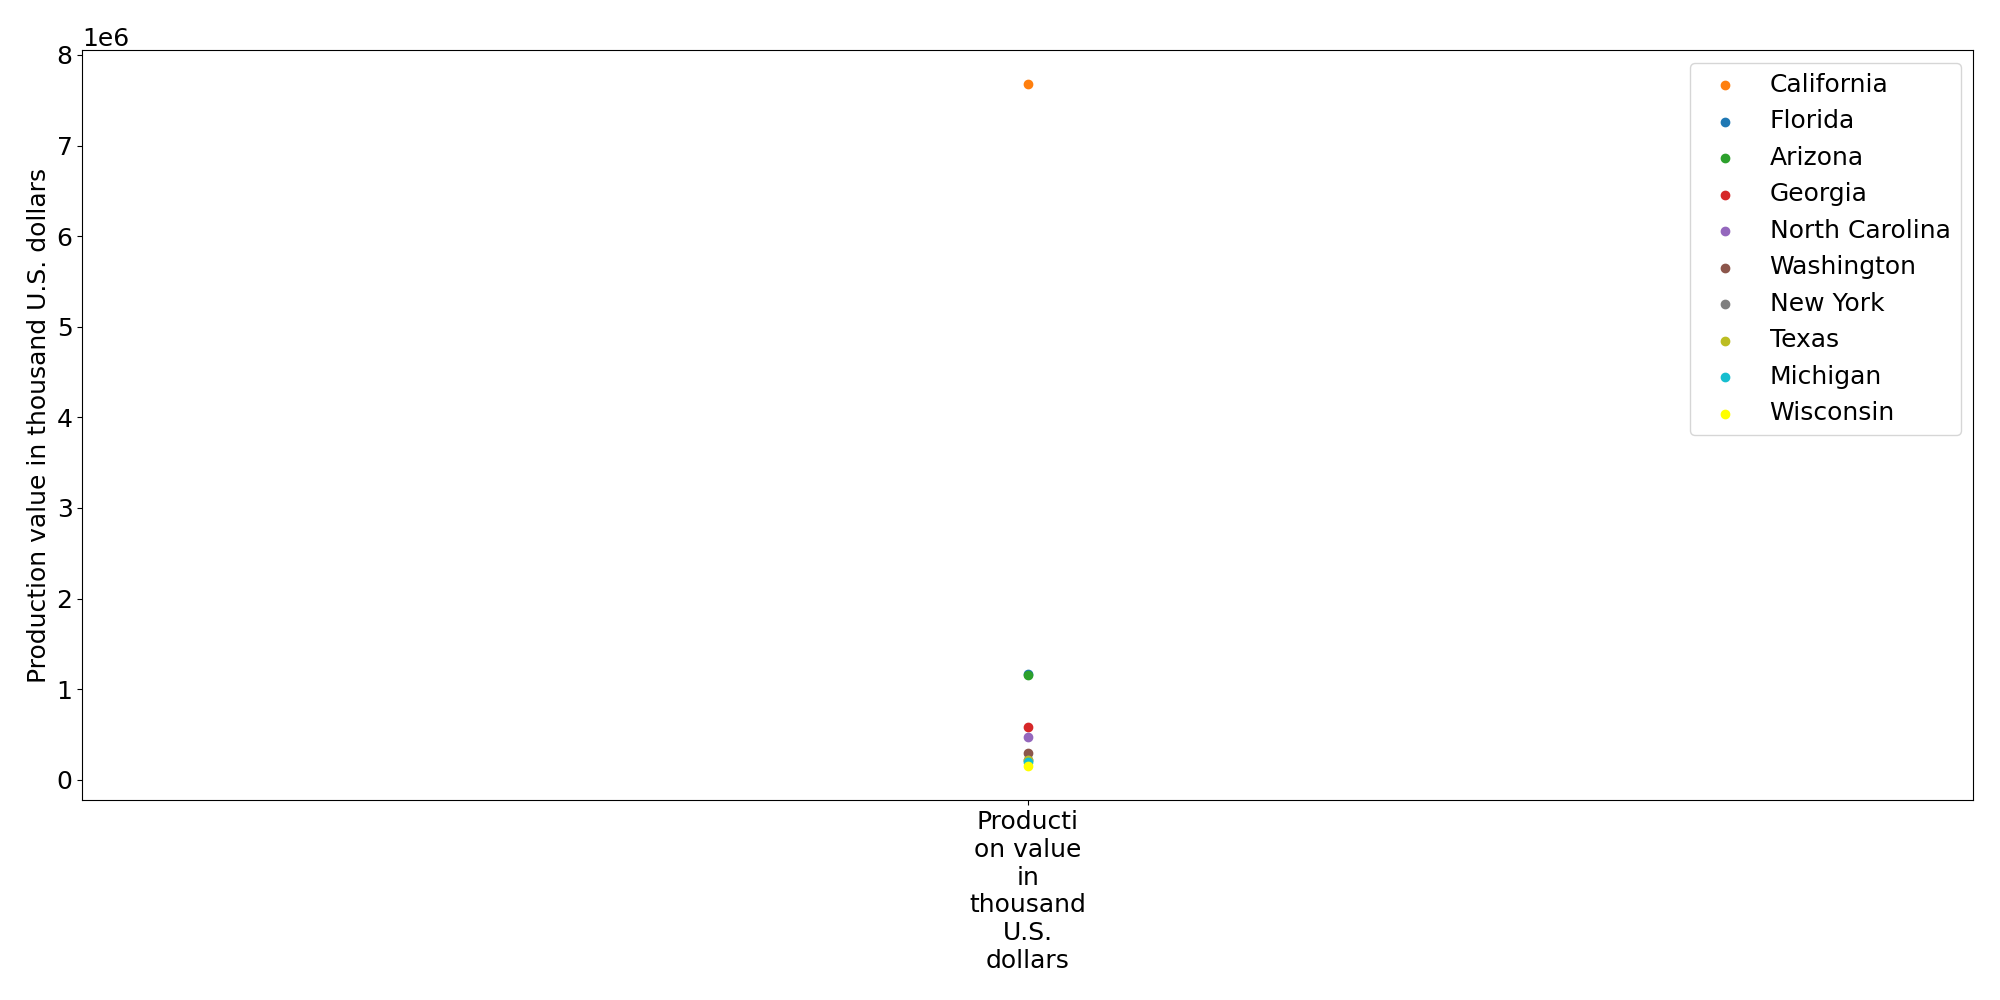 1e6
8
7
6
5
4
3
2
1
0
Production value in thousand U.S. dollars
Producti
on value
in
thousand
U.S.
dollars
California
Florida
Arizona
Georgia
North Carolina
Washington
New York
Texas
Michigan
Wisconsin